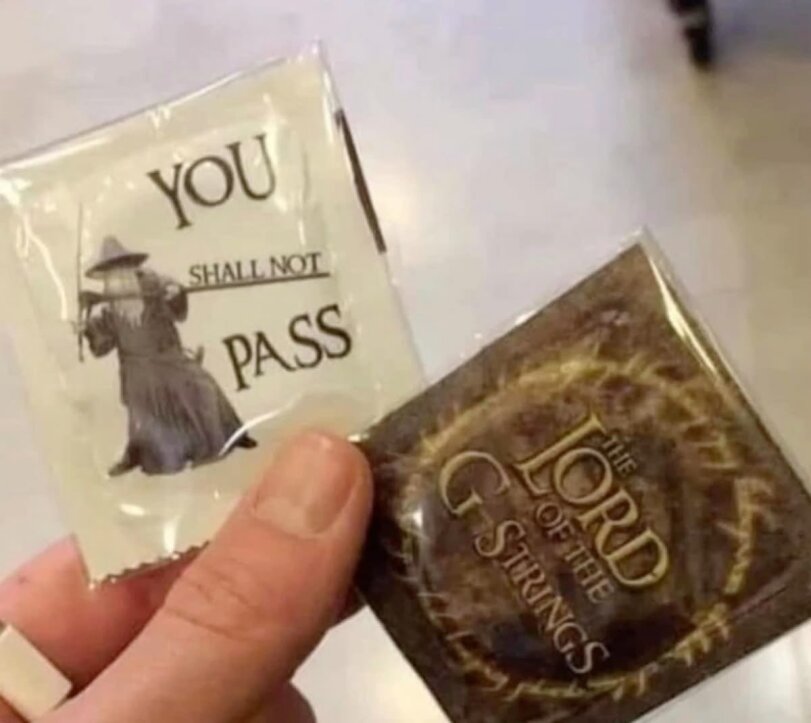 YOU
SHALL NOT
PASS
THE
LORD
OF THE
G-STRINGS